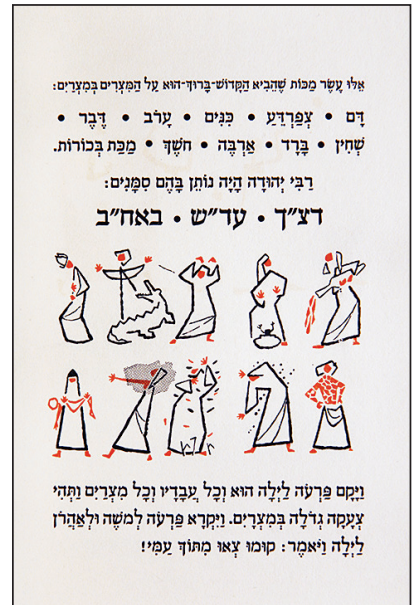 אֵלּוּ עֶשֶׂר מַכּוֹת שֶׁהֵבִיא הַקָּדוֹשׁ-בָּרוּךְ-הוּא עַל הַמִּצְרִים בְּמִצְרַיִם:
דָּם • צְפַרְדֵּעַ • כִּנִּים • עָרֹב • דֶּבֶר •
שְׁחִין • בָּרָד • אַרְבֶּה • חֹשֶׁךְ • מַכַּת בְּכוֹרוֹת.
רַבִּי יְהוּדָה הָיָה נוֹתֵן בָּהֶם סִמָּנִים:
דצ״ך • עד״ש • באח״ב
וַיָּקָם פַּרְעֹה לַיְלָה הוּא וְכָל עֲבָדָיו וְכָל מִצְרַיִם וַתְּהִי
צְעָקָה גְדֹלָה בְּמִצְרָיִם. וַיִּקְרָא פַּרְעֹה לְמֹשֶׁה וּלְאַהֲרֹן
לַיְלָה וַיֹּאמֶר: קוּמוּ צְּאוּ מִתּוֹךְ עַמִּי!